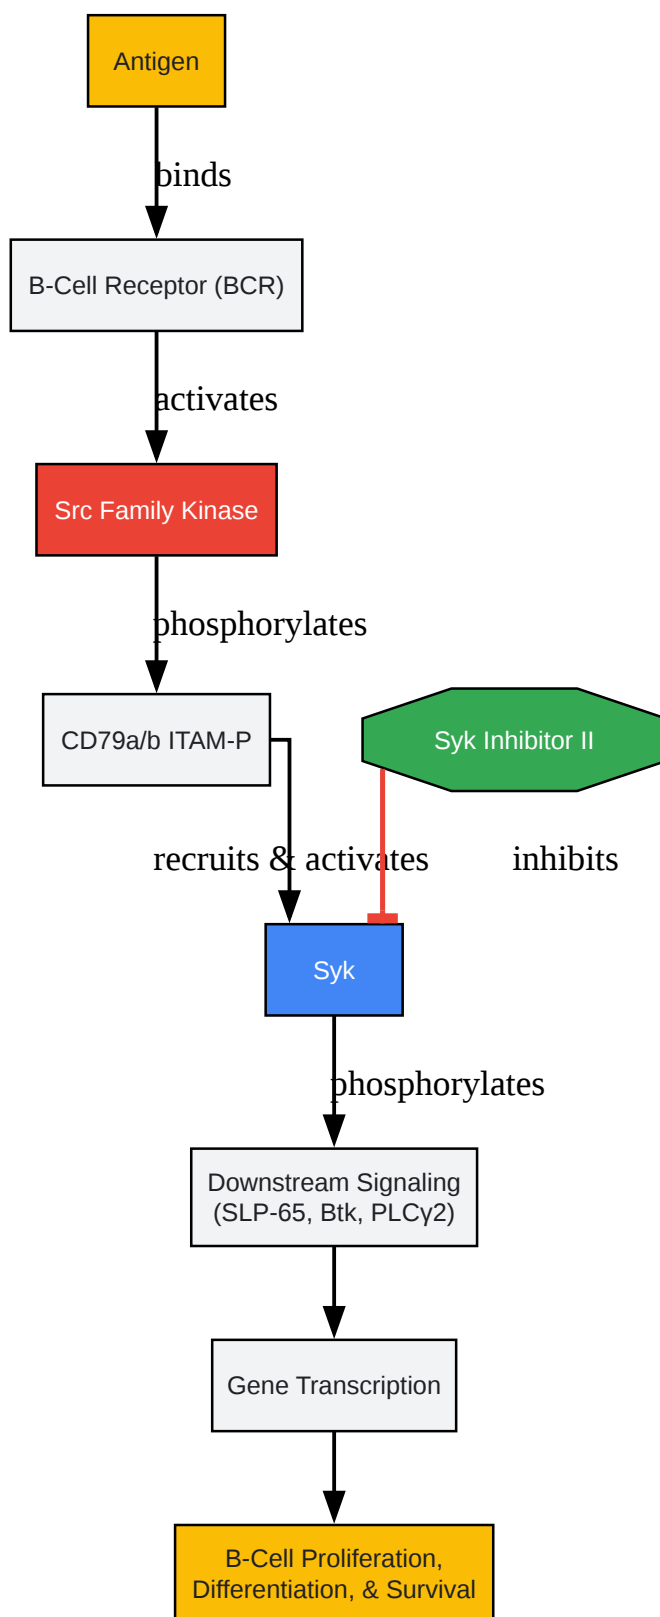 Antigen
binds
B-Cell Receptor (BCR)
activates
Src Family Kinase
phosphorylates
CD79a/b ITAM-P
Syk Inhibitor II
recruits & activates
inhibits
Syk
phosphorylates
Downstream Signaling
(SLP-65, Btk, PLCγ2)
Gene Transcription
B-Cell Proliferation,
Differentiation, & Survival